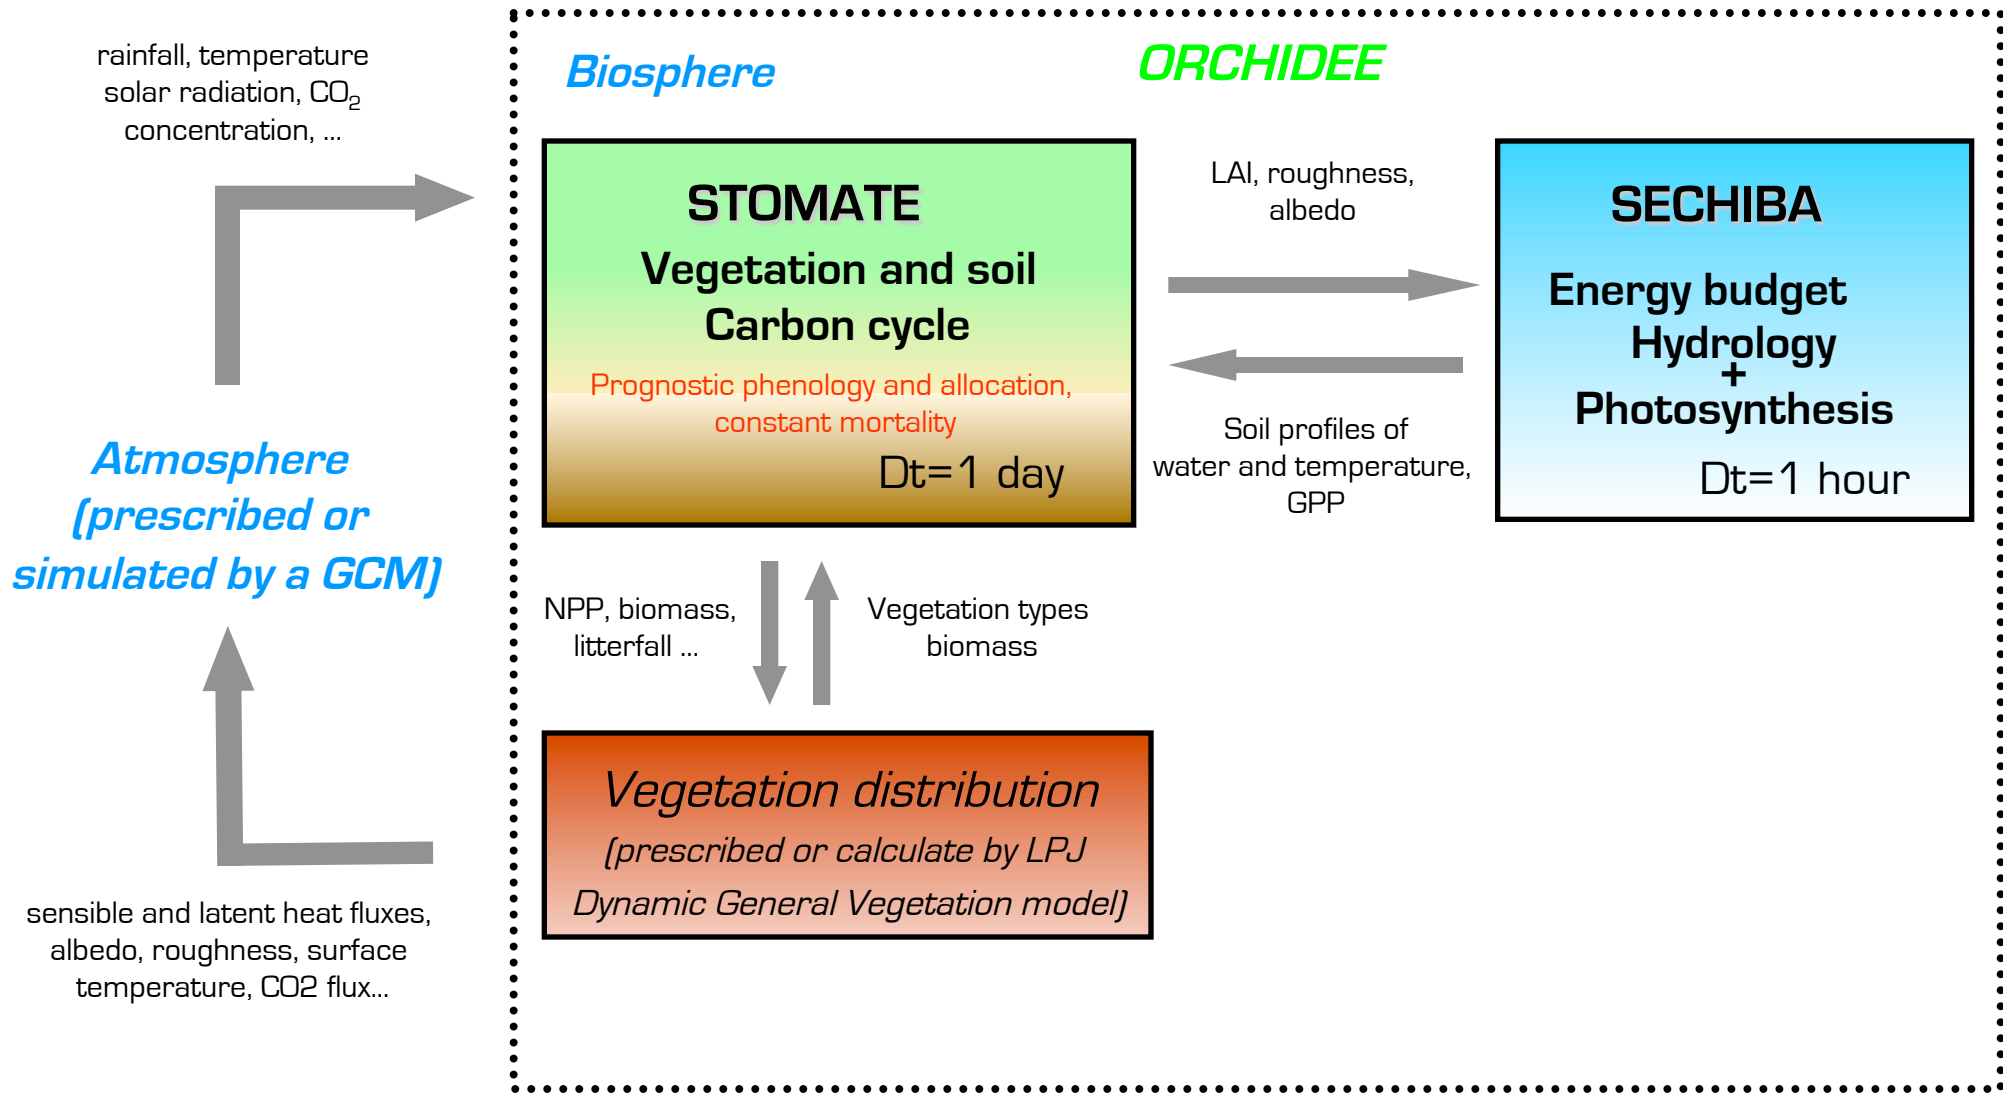 rainfall, temperature
solar radiation, CO₂
concentration, ...
Biosphere
ORCHIDEE
STOMATE
Vegetation and soil
Carbon cycle
Prognostic phenology and allocation,
constant mortality
Dt=1 day
LAI, roughness,
albedo
Soil profiles of
water and temperature,
GPP
SECHIBA
Energy budget
Hydrology
+
Photosynthesis
Dt=1 hour
Atmosphere
(prescribed or
simulated by a GCM)
NPP, biomass,
litterfall ...
Vegetation types
biomass
Vegetation distribution
(prescribed or calculate by LPJ
Dynamic General Vegetation model)
sensible and latent heat fluxes,
albedo, roughness, surface
temperature, CO2 flux...